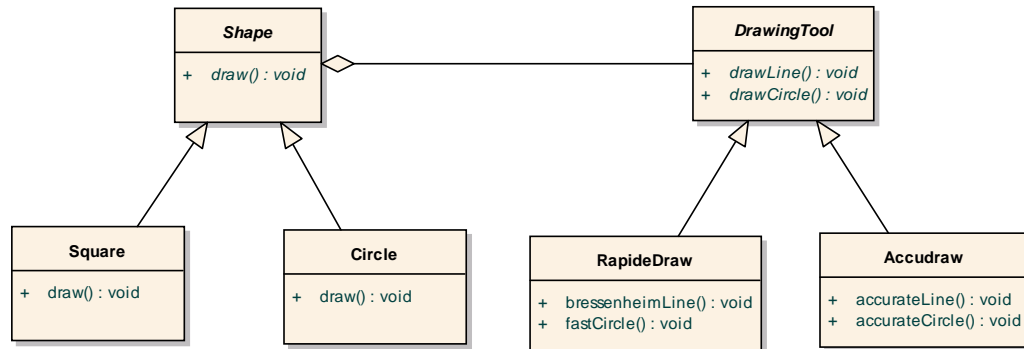 Shape
+ draw() : void
DrawingTool
+ drawLine() : void
+ drawCircle() : void
Square
+ draw() : void
Circle
+ draw() : void
RapideDraw
+ bressenheimLine() : void
+ fastCircle() : void
Accudraw
+ accurateLine() : void
+ accurateCircle() : void